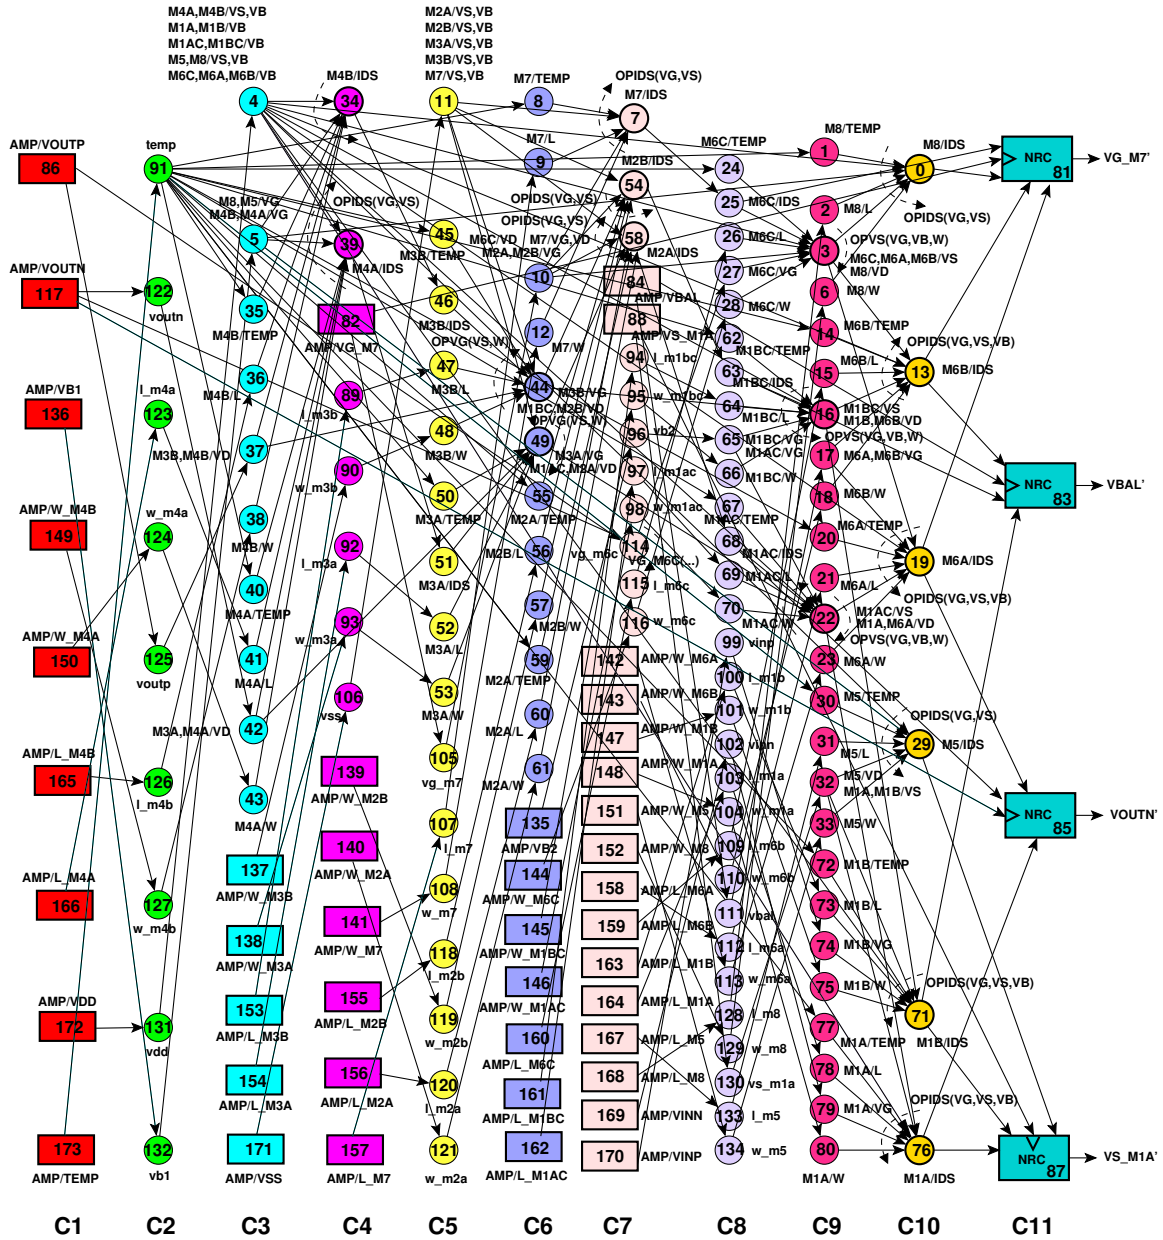 M4A,M4B/VS,VB
M1A,M1B/VB
M1AC,M1BC/VB
M5,M8/VS,VB
M6C,M6A,M6B/VB
4
M4B/IDS
34
M2A/VS,VB
M2B/VS,VB
M3A/VS,VB
M3B/VS,VB
M7/VS,VB
11
M7/TEMP
8
OPIDS(VG,VS)
M7/IDS
7
AMP/VOUTP
86
temp
91
M7/L
9
M2B/IDS
54
M6C/TEMP
24
M8/TEMP
1
M8/IDS
0
NRC
81
VG_M7'
M8,M5/VG
M4B,M4A/VG
5
OPIDS(VG,VS)
39
M4A/IDS
45
M3B/TEMP
OPIDS(VG,VS)
OPIDS(VG,VS)
M6C/VD
M7/VG,VD
M2A,M2B/VG
10
58
M2A/IDS
25
M6C/IDS
26
M6C/L
2
M8/L
OPIDS(VG,VS)
3
OPVS(VG,VB,W)
M6C,M6A,M6B/VS
M8/VD
AMP/VOUTN
117
122
voutn
35
M4B/TEMP
82
AMP/VG_M7
46
M3B/IDS
OPVG(VS,W)
12
M7/W
84
AMP/VBAL
88
AMP/VS_M1A
27
M6C/VG
28
M6C/W
6
M8/W
14
M6B/TEMP
OPIDS(VG,VS,VB)
13
M6B/IDS
AMP/VB1
136
l_m4a
123
36
M4B/L
89
l_m3b
47
M3B/L
44
M3B/VG
M1BC,M2B/VD
OPVG(VS,W)
94
l_m1bc
95
w_m1bc
62
M1BC/TEMP
63
M1BC/IDS
64
M1BC/L
15
M6B/L
16
M1BC/VS
M1B,M6B/VD
OPVS(VG,VB,W)
37
M3B,M4B/VD
90
w_m3b
48
M3B/W
49
M3A/VG
M1AC,M2A/VD
96
vb2
97
l_m1ac
65
M1BC/VG
M1AC/VG
66
M1BC/W
17
M6A,M6B/VG
18
M6B/W
NRC
83
VBAL'
AMP/W_M4B
149
w_m4a
124
38
M4B/W
92
l_m3a
50
M3A/TEMP
51
M3A/IDS
55
M2A/TEMP
56
M2B/L
98
w_m1ac
114
vg_m6c
VG_M6C(...)
67
M1AC/TEMP
68
M1AC/IDS
20
M6A/TEMP
19
M6A/IDS
OPIDS(VG,VS,VB)
AMP/W_M4A
150
125
voutp
40
M4A/TEMP
41
M4A/L
93
w_m3a
52
M3A/L
57
M2B/W
59
M2A/TEMP
115
l_m6c
116
w_m6c
69
M1AC/L
70
M1AC/W
21
M6A/L
22
M1AC/VS
M1A,M6A/VD
OPVS(VG,VB,W)
99
vinp
142
AMP/W_M6A
100
l_m1b
23
M6A/W
42
M3A,M4A/VD
106
vss
53
M3A/W
60
M2A/L
143
AMP/W_M6B
101
w_m1b
30
M5/TEMP
OPIDS(VG,VS)
29
M5/IDS
AMP/L_M4B
165
126
l_m4b
43
M4A/W
139
AMP/W_M2B
105
vg_m7
61
M2A/W
147
AMP/W_M1B
148
AMP/W_M1A
102
vipn
103
l_m1a
31
M5/L
32
M5/VD
M1A,M1B/VS
107
l_m7
135
AMP/VB2
151
AMP/W_M5
104
w_m1a
33
M5/W
NRC
85
VOUTN'
AMP/L_M4A
166
127
w_m4b
137
AMP/W_M3B
140
AMP/W_M2A
108
w_m7
144
AMP/W_M6C
152
AMP/W_M8
158
AMP/L_M6A
109
l_m6b
110
w_m6b
72
M1B/TEMP
73
M1B/L
138
AMP/W_M3A
141
AMP/W_M7
118
l_m2b
145
AMP/W_M1BC
159
AMP/L_M6B
163
AMP/L_M1B
111
vbal
112
l_m6a
74
M1B/VG
AMP/VDD
172
131
vdd
153
AMP/L_M3B
155
AMP/L_M2B
119
w_m2b
146
AMP/W_M1AC
164
AMP/L_M1A
113
w_m6a
128
l_m8
75
M1B/W
77
M1A/TEMP
OPIDS(VG,VS,VB)
71
M1B/IDS
154
AMP/L_M3A
156
AMP/L_M2A
120
l_m2a
160
AMP/L_M6C
161
AMP/L_M1BC
167
AMP/L_M5
168
AMP/L_M8
129
w_m8
130
vs_m1a
78
M1A/L
169
AMP/VINN
133
l_m5
79
M1A/VG
OPIDS(VG,VS,VB)
173
AMP/TEMP
132
vb1
171
AMP/VSS
157
AMP/L_M7
121
w_m2a
162
AMP/L_M1AC
170
AMP/VINP
134
w_m5
80
M1A/W
76
M1A/IDS
NRC
87
VS_M1A'
C1 C2 C3 C4 C5 C6 C7 C8 C9 C10 C11